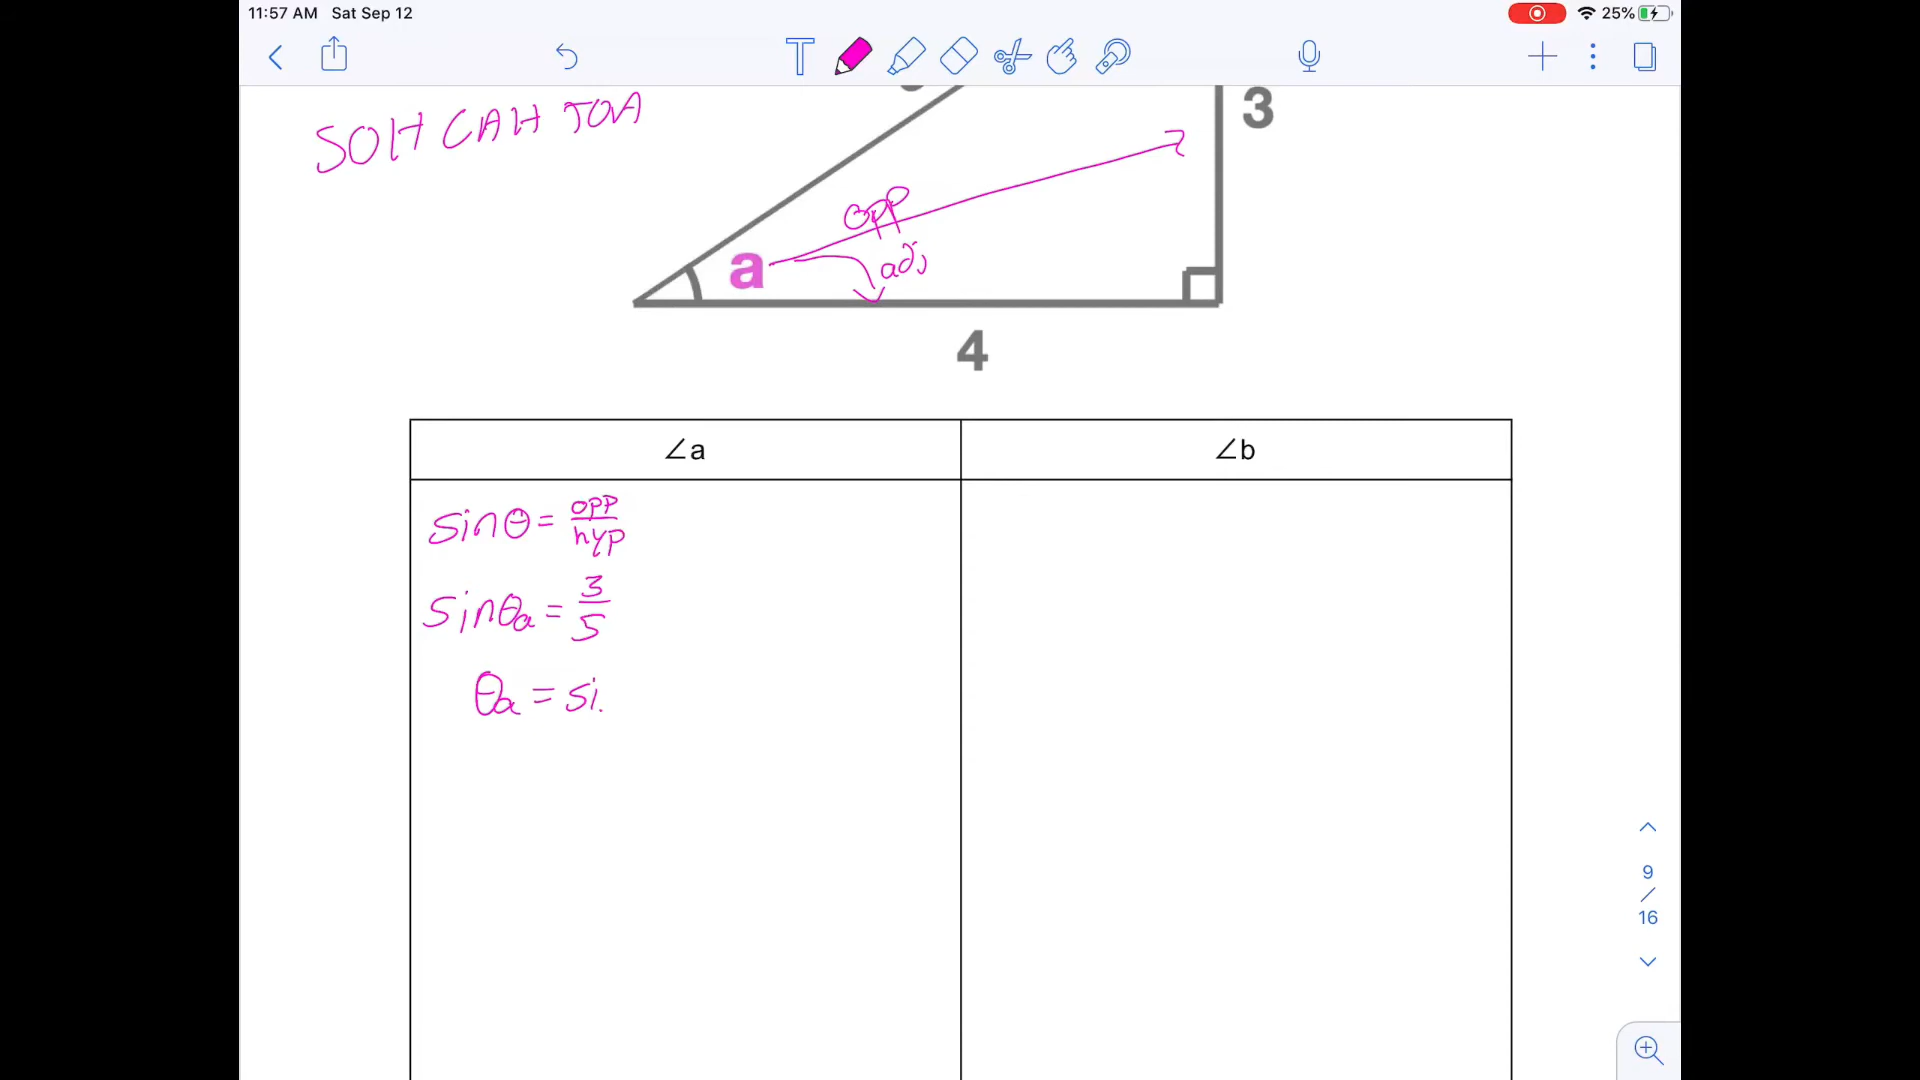 11:57 AM Sat Sep 12
25%
T
SOH CAH TOA
3
opp
a
adj
4
∠a
∠b
sinθ = opp/hyp
sinθa = 3/5
θa = si
9
/
16